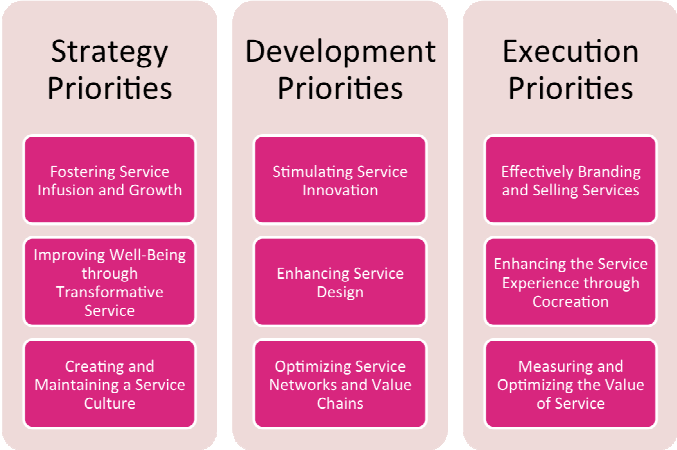 Strategy
Priorities
Fostering Service
Infusion and Growth
Improving Well-Being
through
Transformative
Service
Creating and
Maintaining a Service
Culture
Development
Priorities
Stimulating Service
Innovation
Enhancing Service
Design
Optimizing Service
Networks and Value
Chains
Execution
Priorities
Effectively Branding
and Selling Services
Enhancing the Service
Experience through
Cocreation
Measuring and
Optimizing the Value
of Service